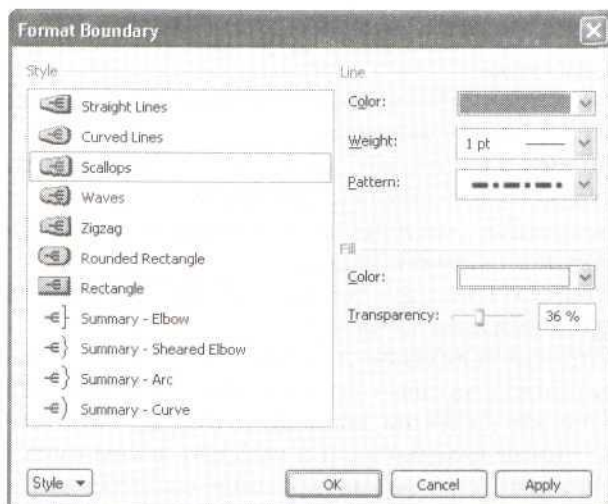 Format Boundary
Style
Straight Lines
Curved Lines
Scallops
Waves
Zigzag
Rounded Rectangle
Rectangle
Summary - Elbow
Summary - Sheared Elbow
Summary - Arc
Summary - Curve
Line
Color:
Weight: 1 pt
Pattern:
Fill
Color:
Transparency: 36 %
Style
OK Cancel Apply